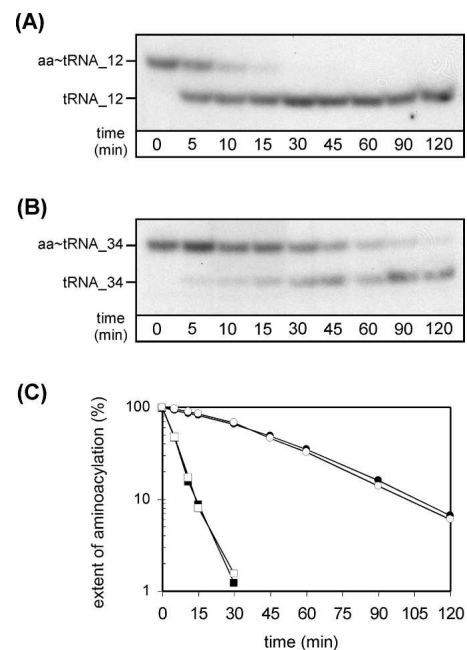 (A)
aa~tRNA_12
tRNA_12
time (min) 0 5 10 15 30 45 60 90 120
(B)
aa~tRNA_34
tRNA_34
time (min) 0 5 10 15 30 45 60 90 120
(C)
100
10
1
extent of aminoacylation (%)
0 15 30 45 60 75 90 105 120
time (min)